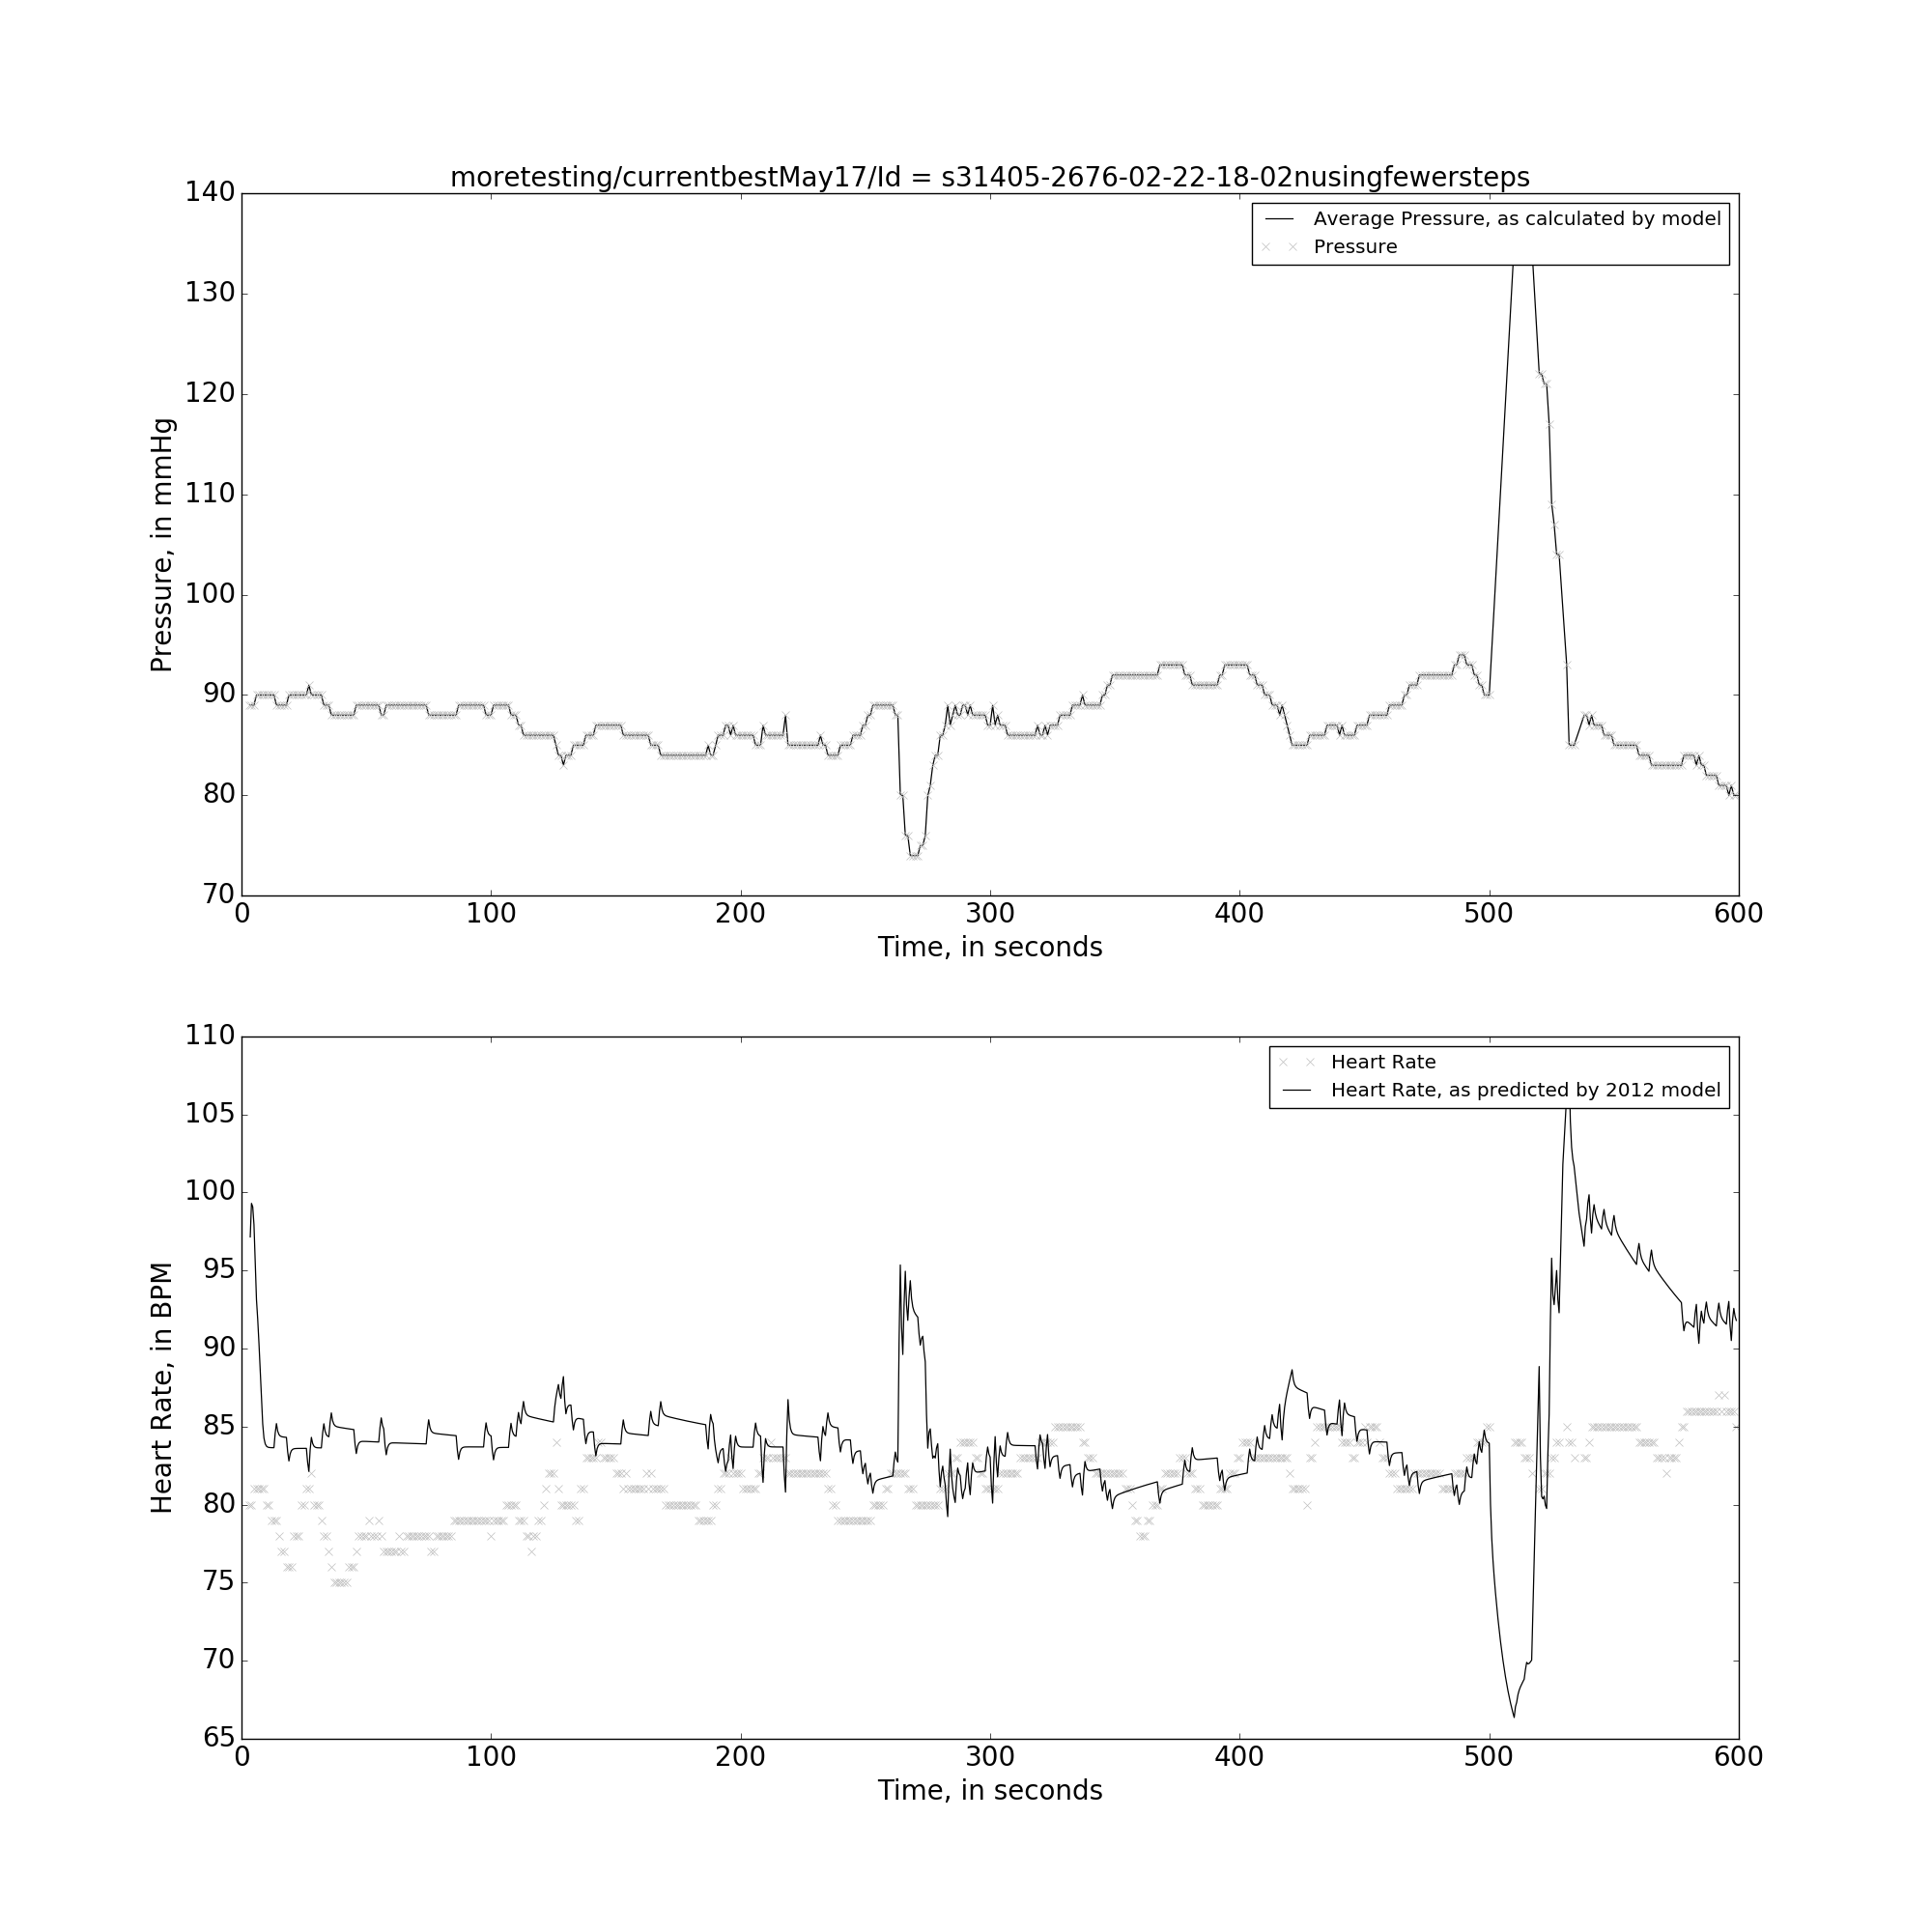 moretesting/currentbestMay17/Id = s31405-2676-02-22-18-02nusingfewersteps
140
130
120
110
100
90
80
70
Pressure, in mmHg
Average Pressure, as calculated by model
Pressure
0 100 200 300 400 500 600
Time, in seconds
110
105
100
95
90
85
80
75
70
65
Heart Rate, in BPM
Heart Rate
Heart Rate, as predicted by 2012 model
0 100 200 300 400 500 600
Time, in seconds